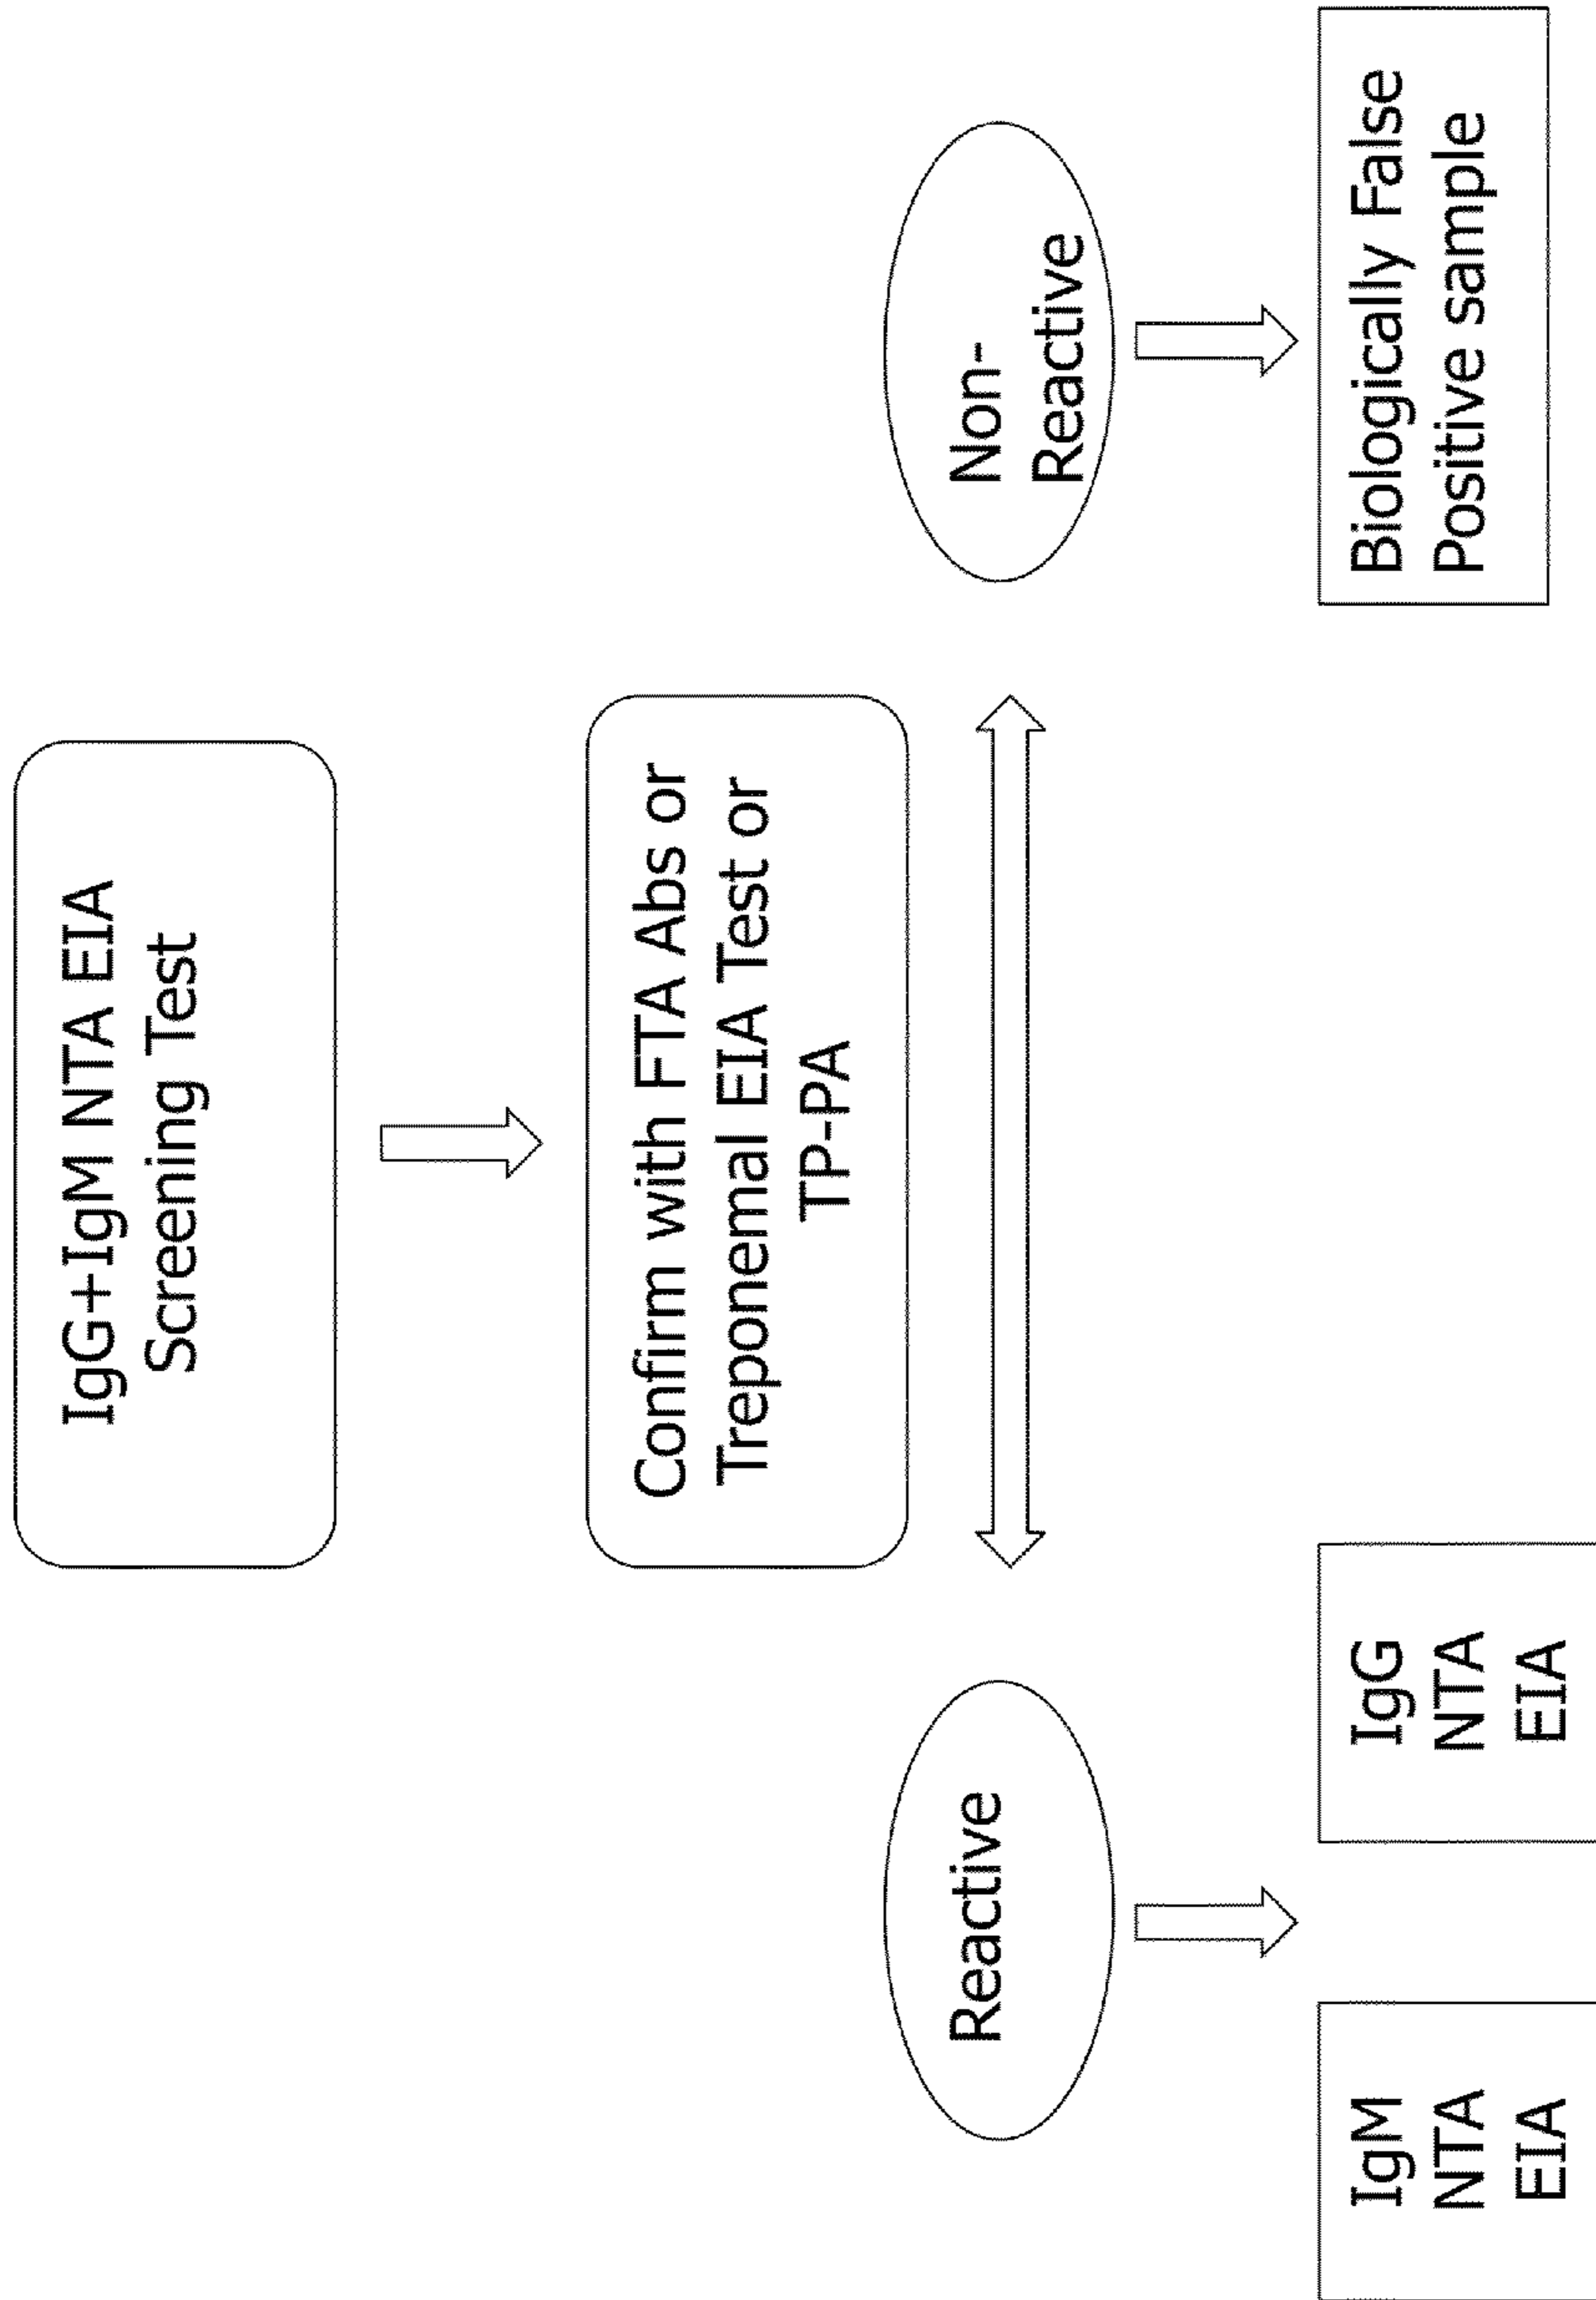 IgG+IgM NTA EIA
Screening Test
Confirm with FTA Abs or
Treponemal EIA Test or
TP-PA
Reactive
Non-
Reactive
IgM
NTA
EIA
IgG
NTA
EIA
Biologically False
Positive sample